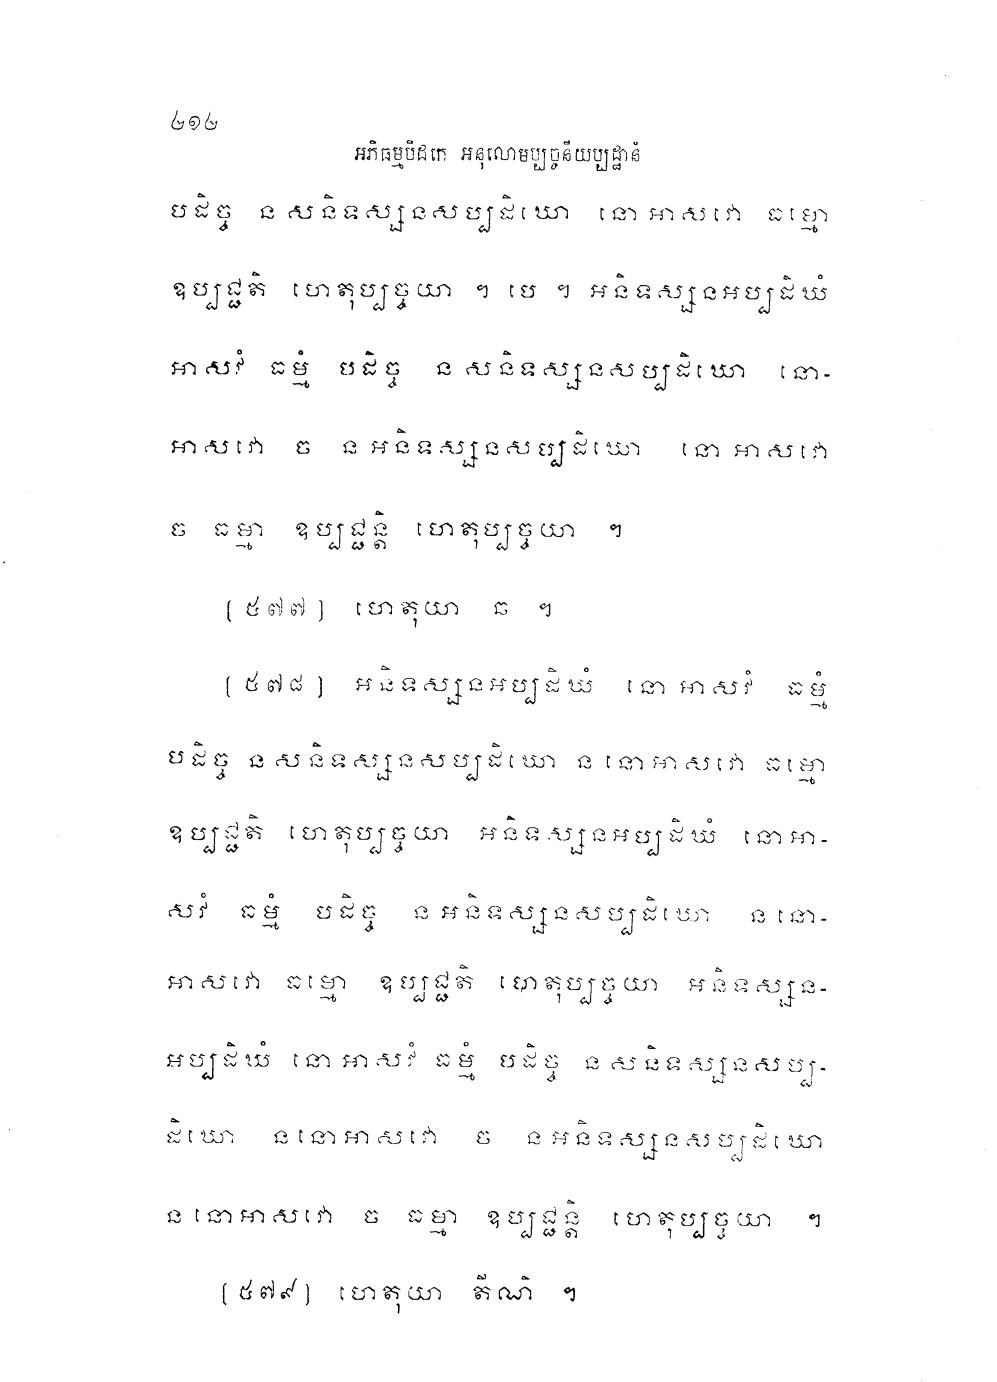 ២១២
អភិធម្មបិដកេ អនុលោមប្បច្ចនីយប្បដ្ឋានំ
បដិច្ច ន សនិទស្សនសប្បដិឃោ នោ អាសវោ ធម្មោ
ឧប្បជ្ជតិ ហេតុប្បច្ចយា ។ បេ ។ អនិទស្សនអប្បដិឃំ
អាសវំ ធម្មំ បដិច្ច ន សនិទស្សនសប្បដិឃោ នោ-
អាសវោ ច ន អនិទស្សនសប្បដិឃោ នោ អាសវោ
ច ធម្មា ឧប្បជ្ជន្តិ ហេតុប្បច្ចយា ។
(៥៧៧) ហេតុយា ឆ ។
(៥៧៨) អនិទស្សនអប្បដិឃំ នោ អាសវំ ធម្មំ
បដិច្ច ន សនិទស្សនសប្បដិឃោ ន នោអាសវោ ធម្មោ
ឧប្បជ្ជតិ ហេតុប្បច្ចយា អនិទស្សនអប្បដិឃំ នោអា-
សវំ ធម្មំ បដិច្ច ន អនិទស្សនសប្បដិឃោ ន នោ-
អាសវោ ធម្មោ ឧប្បជ្ជតិ ហេតុប្បច្ចយា អនិទស្សន-
អប្បដិឃំ នោ អាសវំ ធម្មំ បដិច្ច ន សនិទស្សនសប្ប-
ដិឃោ ន នោអាសវោ ច ន អនិទស្សនសប្បដិឃោ
ន នោអាសវោ ច ធម្មា ឧប្បជ្ជន្តិ ហេតុប្បច្ចយា ។
(៥៧៩) ហេតុយា តីណិ ។